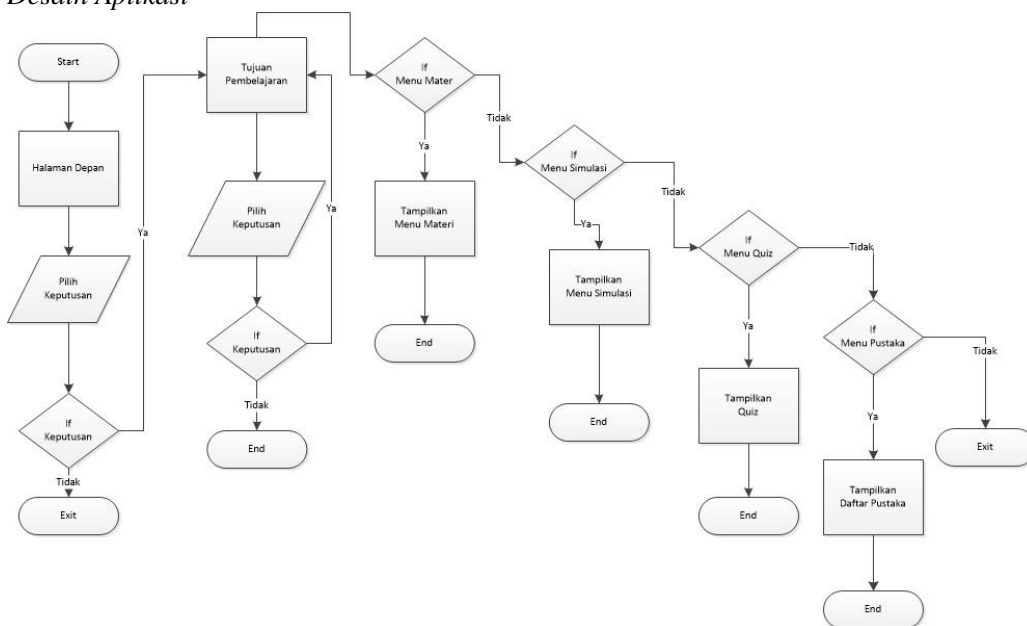 Desain Aplikasi
Start
Halaman Depan
Pilih
Keputusan
If
Keputusan
Ya
Tidak
Exit
Tujuan
Pembelajaran
Pilih
Keputusan
Ya
If
Keputusan
Tidak
End
If
Menu Mater
Tidak
Ya
Tampilkan
Menu Materi
End
If
Menu Simulasi
Tidak
Ya
Tampilkan
Menu Simulasi
End
If
Menu Quiz
Tidak
Ya
Tampilkan
Quiz
End
If
Menu Pustaka
Tidak
Exit
Ya
Tampilkan
Daftar Pustaka
End